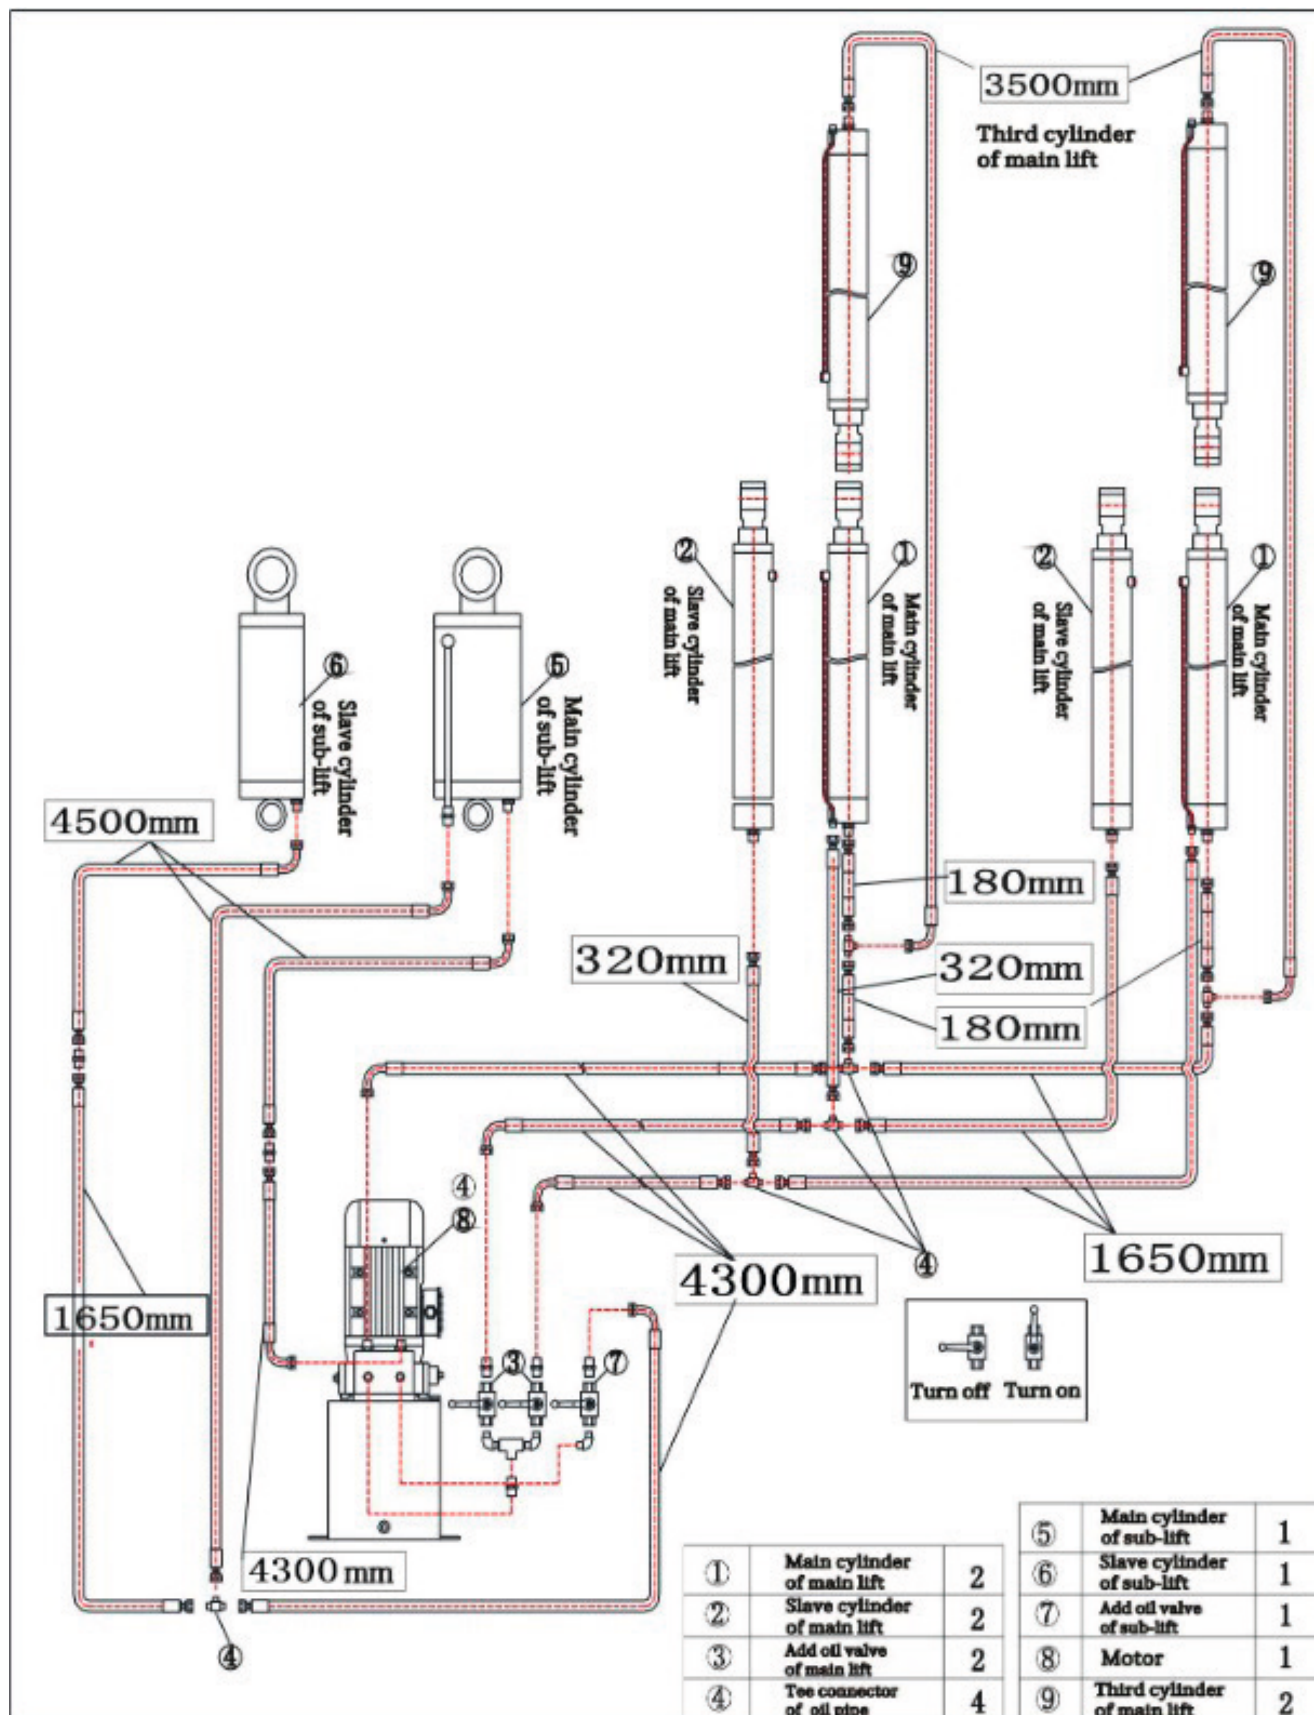 3500mm
Third cylinder
of main lift
⑨
⑨
②
Slave cylinder
of main lift
①
Main cylinder
of main lift
②
Slave cylinder
of main lift
①
Main cylinder
of main lift
⑥
Slave cylinder
of sub-lift
⑤
Main cylinder
of sub-lift
4500mm
180mm
320mm
320mm
180mm
④
⑧
4300mm
④
1650mm
1650mm
③
⑦
Turn off
Turn on
4300mm
④
① Main cylinder
of main lift 2
② Slave cylinder
of main lift 2
③ Add oil valve
of main lift 2
④ Tee connector
of oil pipe 4
⑤ Main cylinder
of sub-lift 1
⑥ Slave cylinder
of sub-lift 1
⑦ Add oil valve
of sub-lift 1
⑧ Motor 1
⑨ Third cylinder
of main lift 2